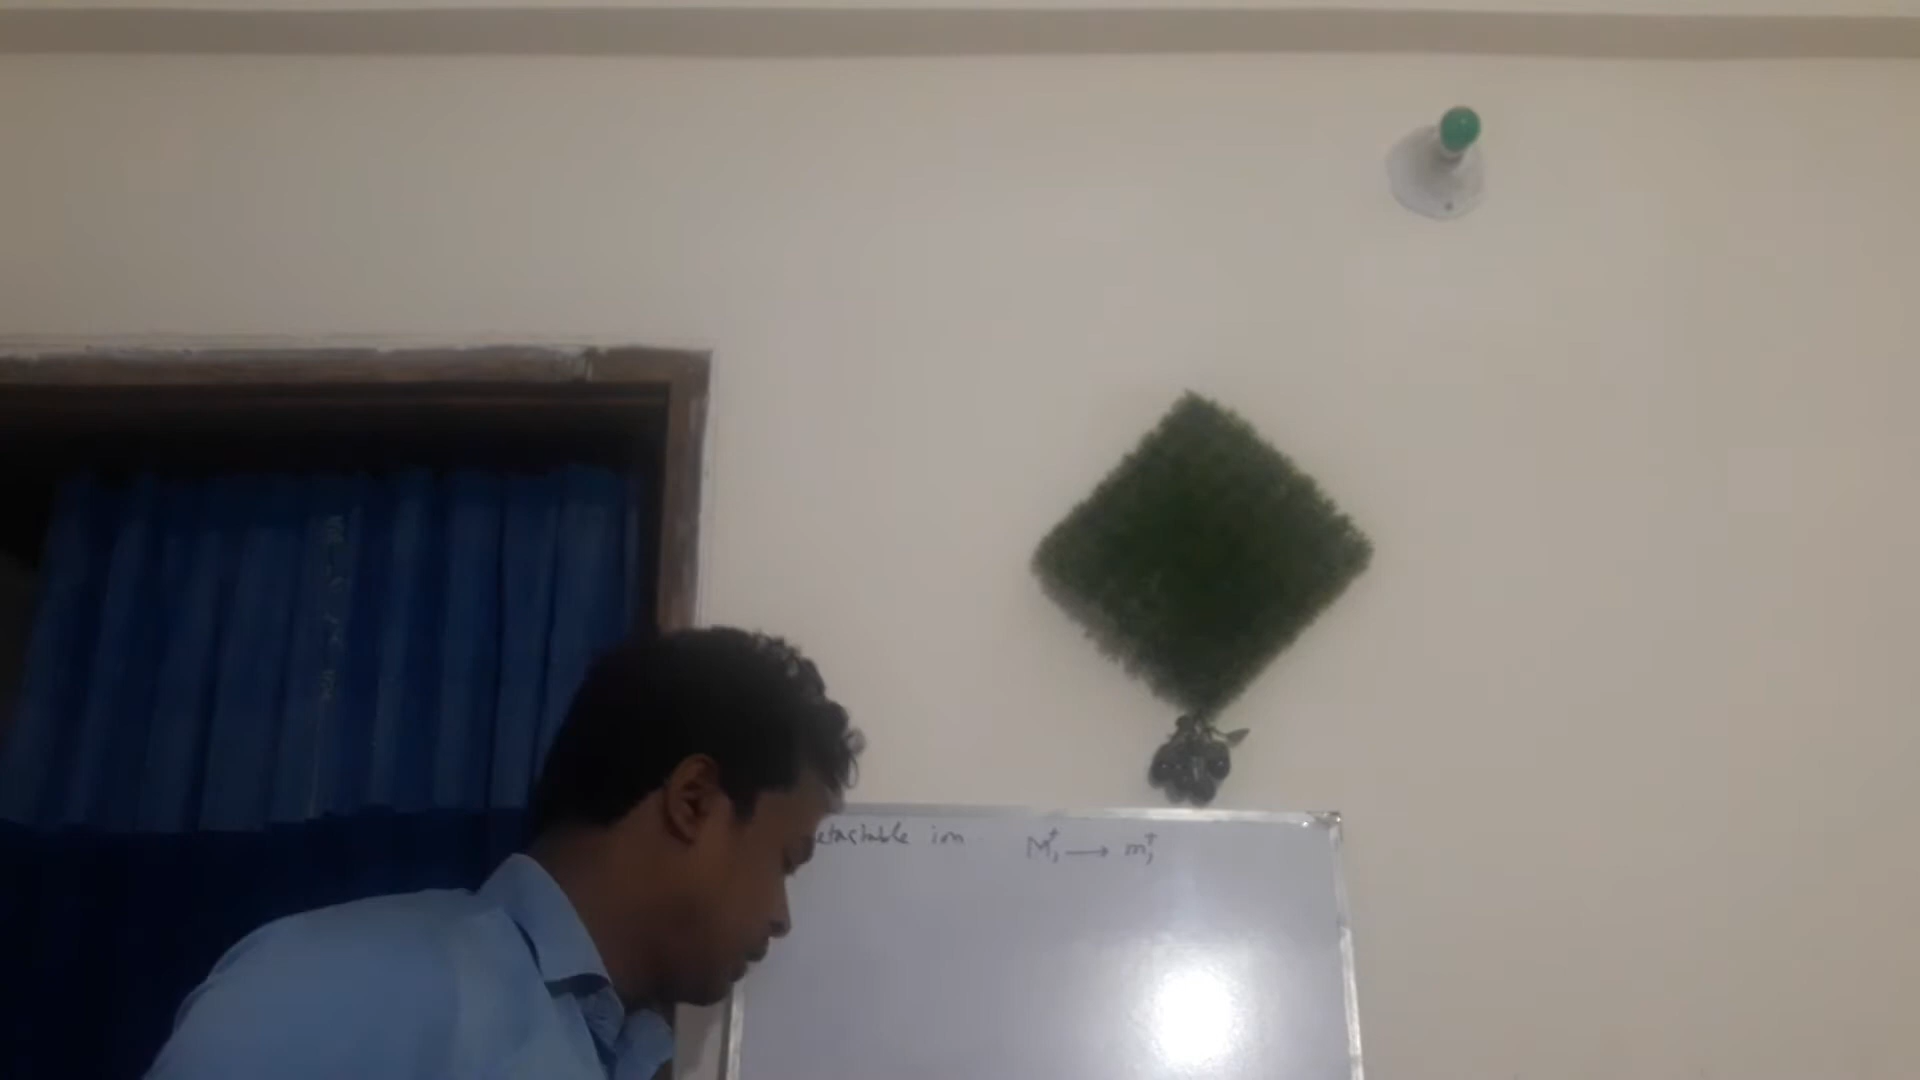 etastable ion M₁⁺ ⟶ m₁⁺